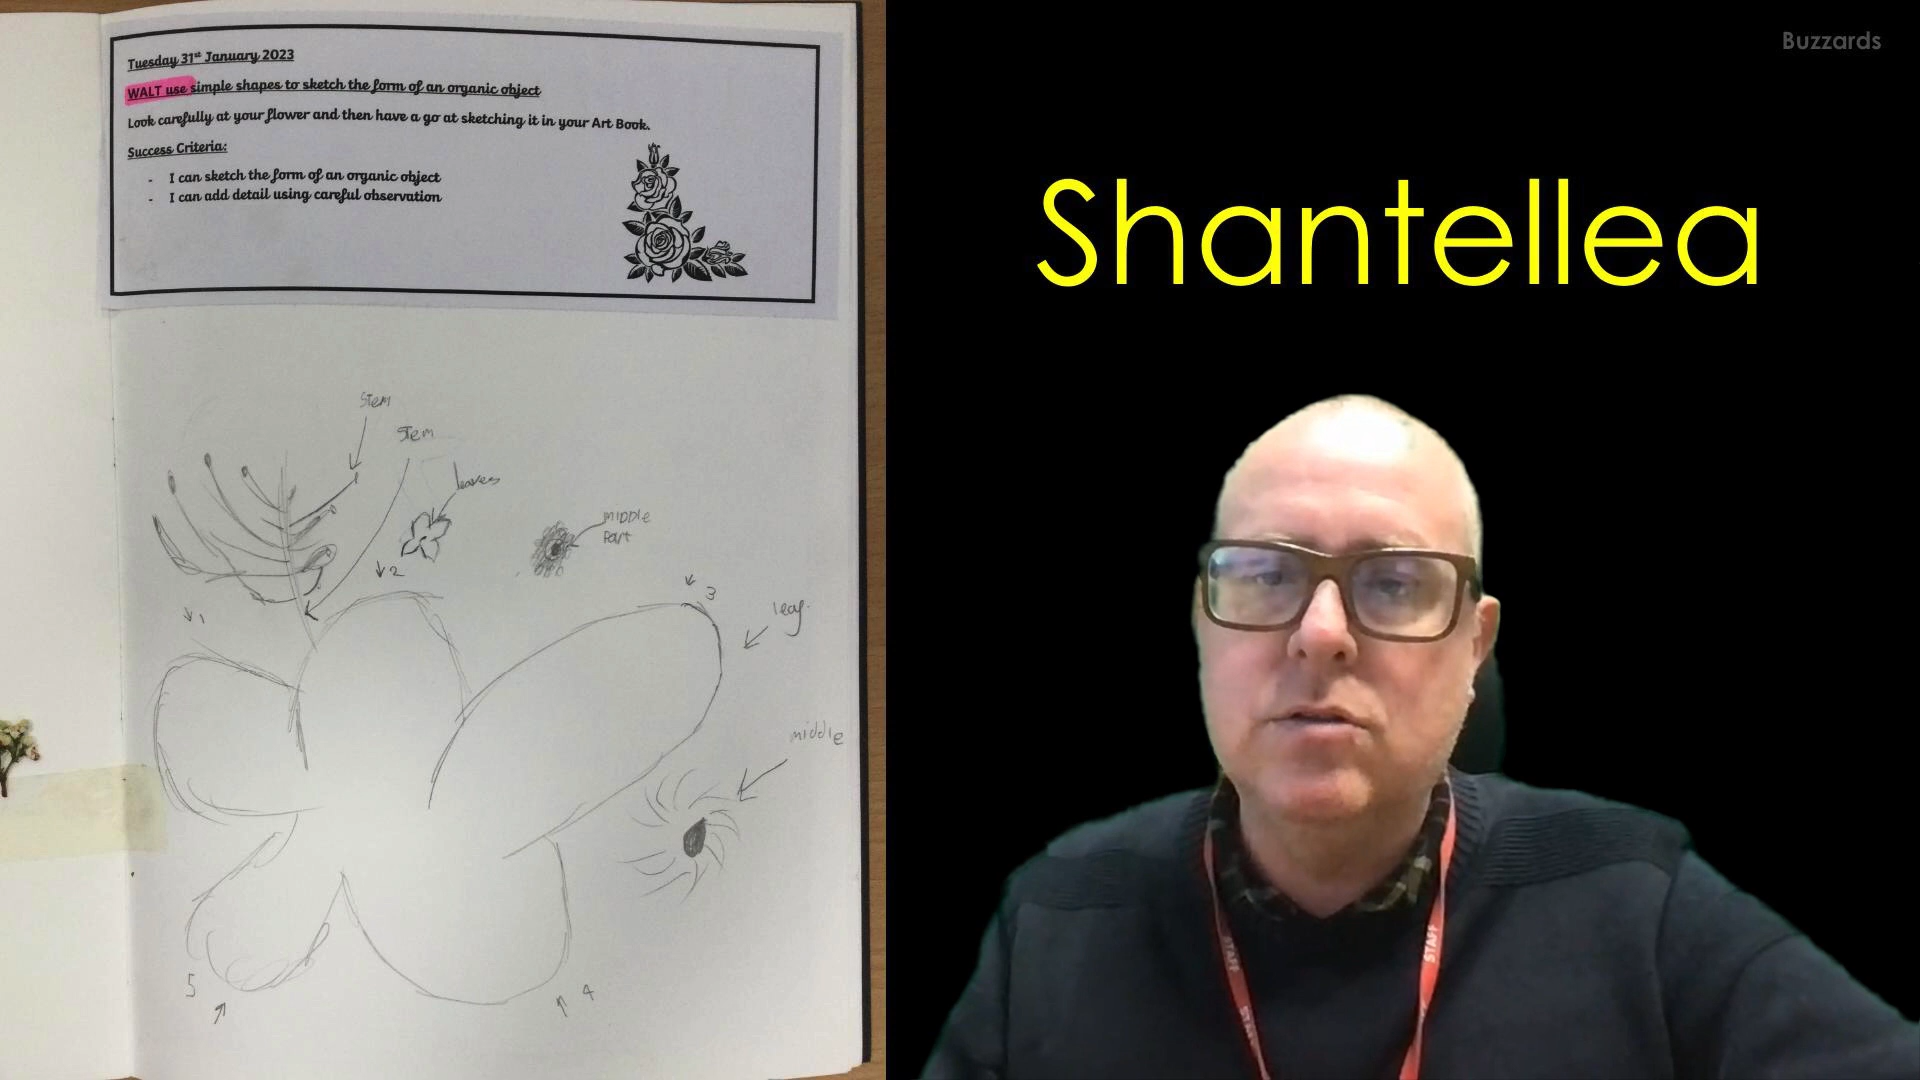 Tuesday 31st January 2023
WALT use simple shapes to sketch the form of an organic object
Look carefully at your flower and then have a go at sketching it in your Art Book.
Success Criteria:
- I can sketch the form of an organic object
- I can add detail using careful observation
stem
stem
leaves
middle
part
2
1
3
leaf
middle
5
4
Buzzards
Shantellea
STAFF
STAFF
STAFF